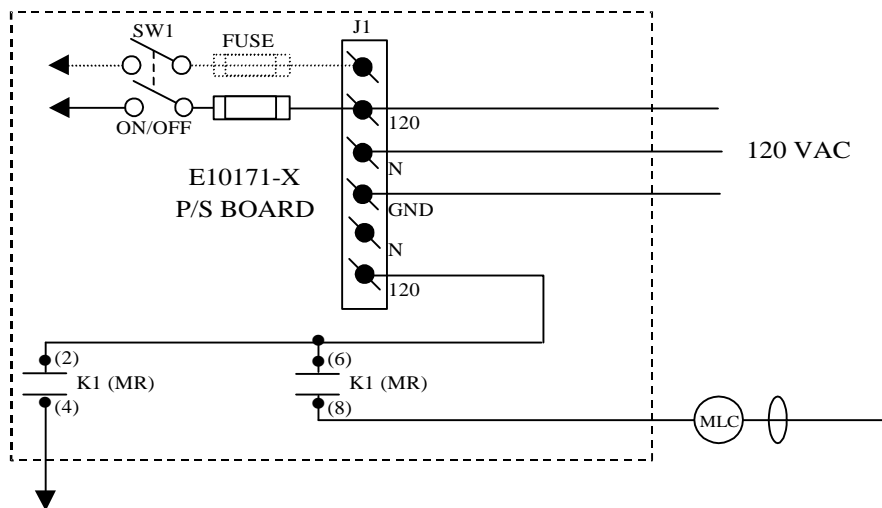 J1
SW1
FUSE
ON/OFF
120
N
120 VAC
E10171-X
P/S BOARD
GND
N
120
(2)
K1 (MR)
(4)
(6)
K1 (MR)
(8)
MLC